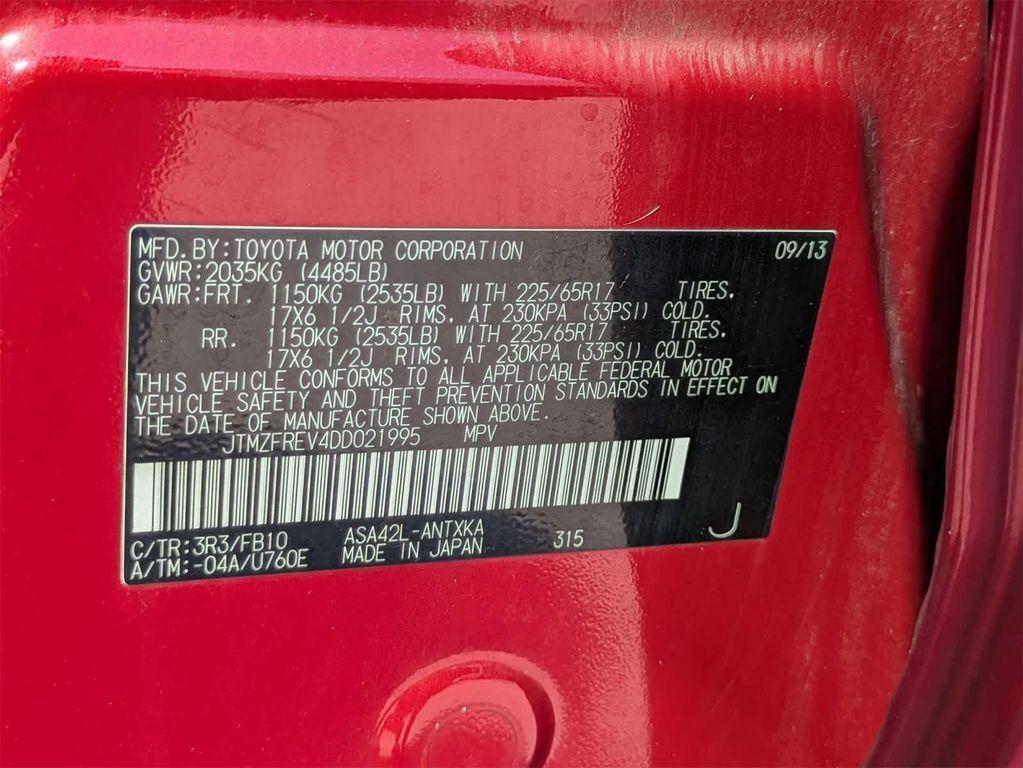 MFD. BY: TOYOTA MOTOR CORPORATION 09/13
GVWR: 2035KG (4485LB)
GAWR: FRT. 1150KG (2535LB) WITH 225/65R17 TIRES,
17X6 1/2J RIMS, AT 230KPA (33PSI) COLD.
RR. 1150KG (2535LB) WITH 225/65R17 TIRES,
17X6 1/2J RIMS, AT 230KPA (33PSI) COLD.
THIS VEHICLE CONFORMS TO ALL APPLICABLE FEDERAL MOTOR
VEHICLE SAFETY AND THEFT PREVENTION STANDARDS IN EFFECT ON
THE DATE OF MANUFACTURE SHOWN ABOVE.
JTMZFREV4DD021995 MPV
C/TR: 3R3/FB10 ASA42L-ANTXKA 315 J
A/TM: -04A/U760E MADE IN JAPAN